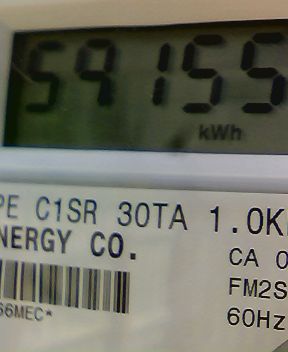 59155
kWh
PE C1SR 30TA 1.0K
NERGY CO.
CA 0
FM2S
66MEC*
60Hz